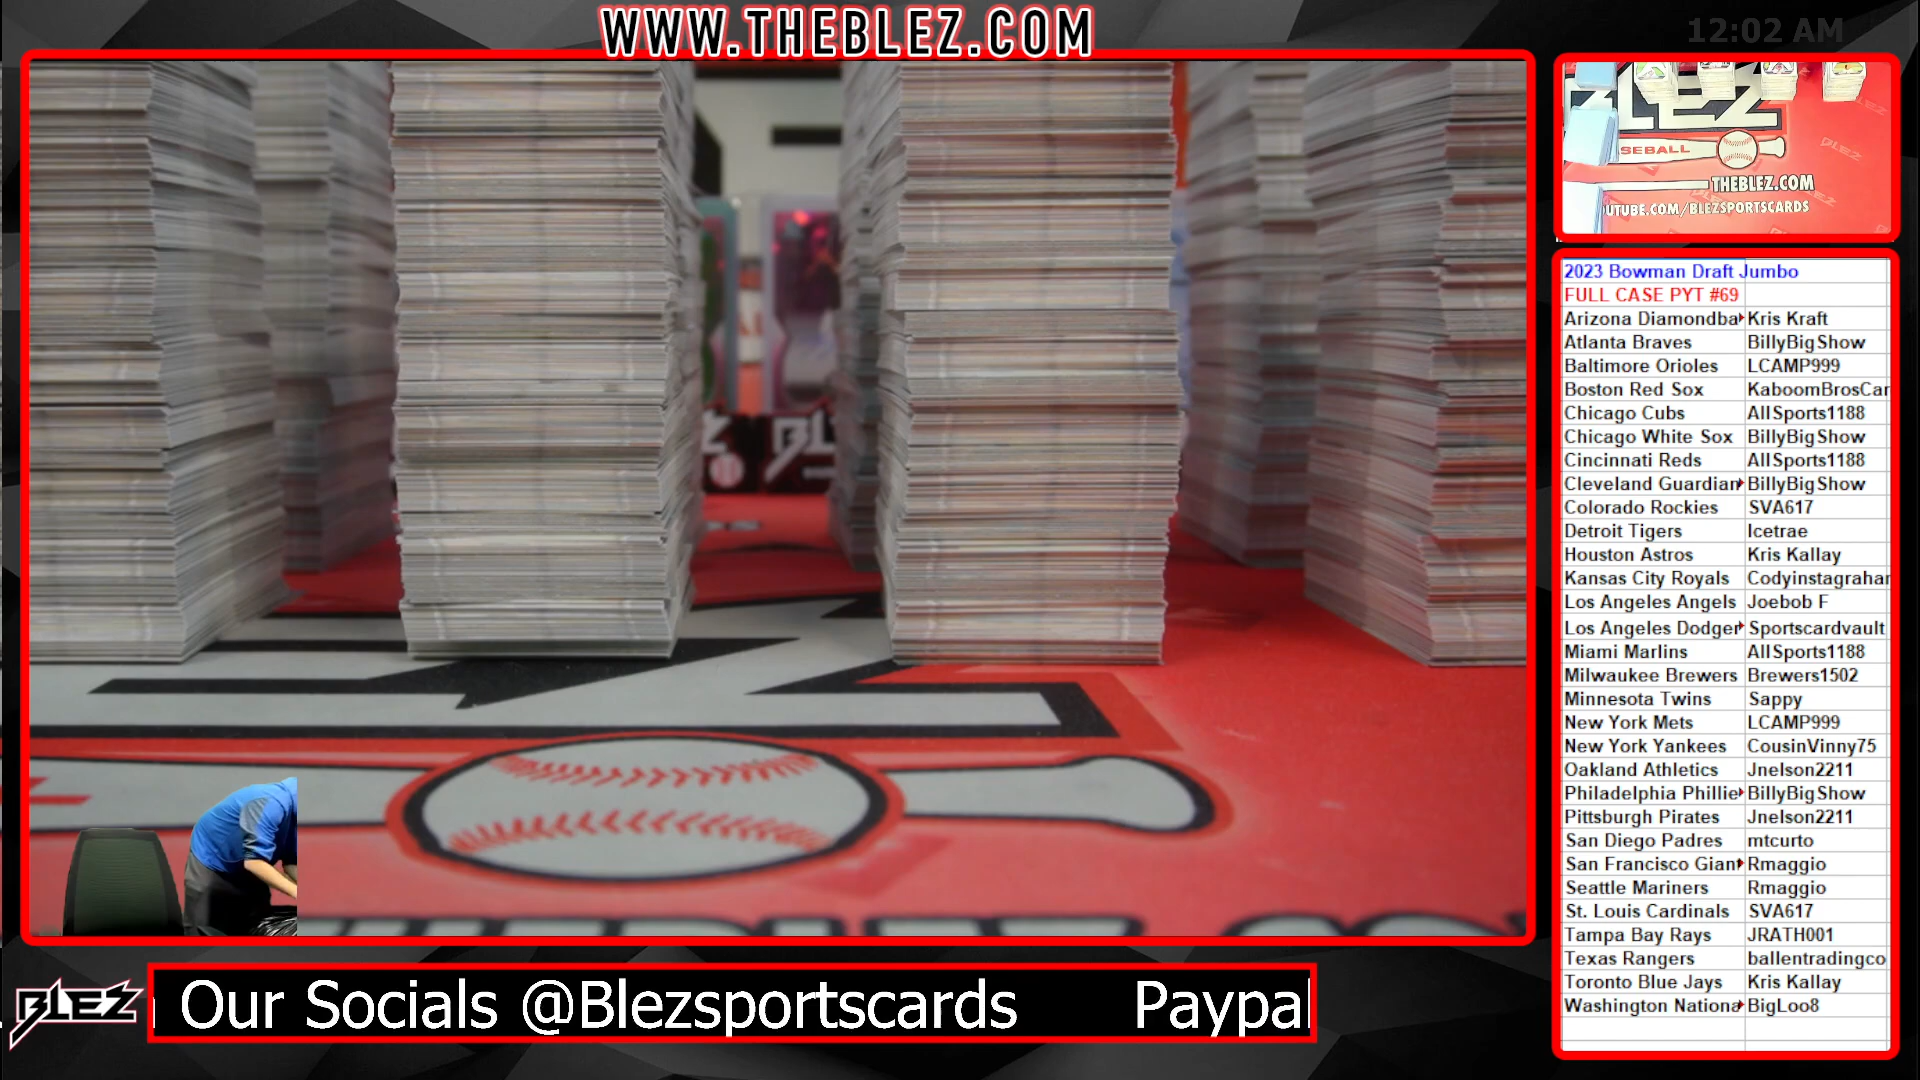 WWW.THEBLEZ.COM
12:02 AM
SEBALL
THEBLEZ.COM
OUTUBE.COM/BLEZSPORTSCARDS
2023 Bowman Draft Jumbo
FULL CASE PYT #69
Arizona Diamondba Kris Kraft
Atlanta Braves BillyBigShow
Baltimore Orioles LCAMP999
Boston Red Sox KaboomBrosCar
Chicago Cubs AllSports1188
Chicago White Sox BillyBigShow
Cincinnati Reds AllSports1188
Cleveland Guardian BillyBigShow
Colorado Rockies SVA617
Detroit Tigers Icetrae
Houston Astros Kris Kallay
Kansas City Royals Codyinstagraham
Los Angeles Angels Joebob F
Los Angeles Dodger Sportscardvault
Miami Marlins AllSports1188
Milwaukee Brewers Brewers1502
Minnesota Twins Sappy
New York Mets LCAMP999
New York Yankees CousinVinny75
Oakland Athletics Jnelson2211
Philadelphia Phillie BillyBigShow
Pittsburgh Pirates Jnelson2211
San Diego Padres mtcurto
San Francisco Giant Rmaggio
Seattle Mariners Rmaggio
St. Louis Cardinals SVA617
Tampa Bay Rays JRATH001
Texas Rangers ballentradingco
Toronto Blue Jays Kris Kallay
Washington Nationa BigLoo8
BLEZ Our Socials @Blezsportscards Paypal